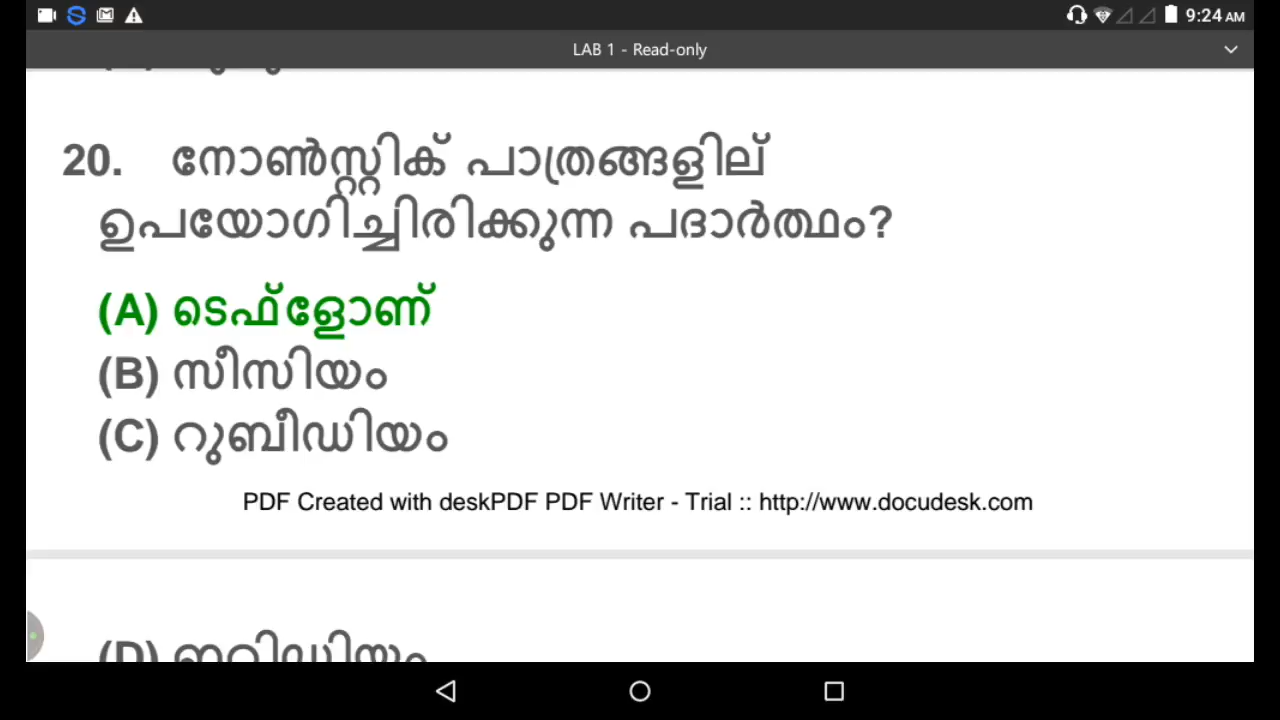 9:24 AM
LAB 1 - Read-only
20. നോൺസ്റ്റിക് പാത്രങ്ങളില്
ഉപയോഗിച്ചിരിക്കുന്ന പദാർത്ഥം?
(A) ടെഫ്ളോണ്
(B) സീസിയം
(C) റുബീഡിയം
PDF Created with deskPDF PDF Writer - Trial :: http://www.docudesk.com
(D) ഇറിഡിയം